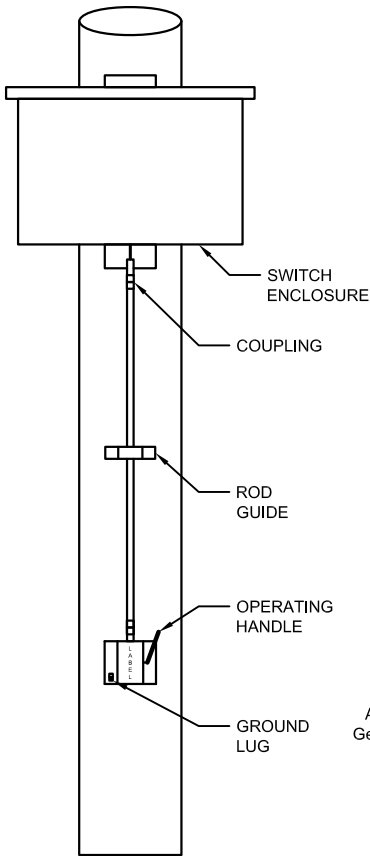 SWITCH
ENCLOSURE
COUPLING
ROD
GUIDE
OPERATING
HANDLE
LABEL
GROUND
LUG